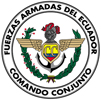 FUERZAS ARMADAS DEL ECUADOR
COMANDO CONJUNTO